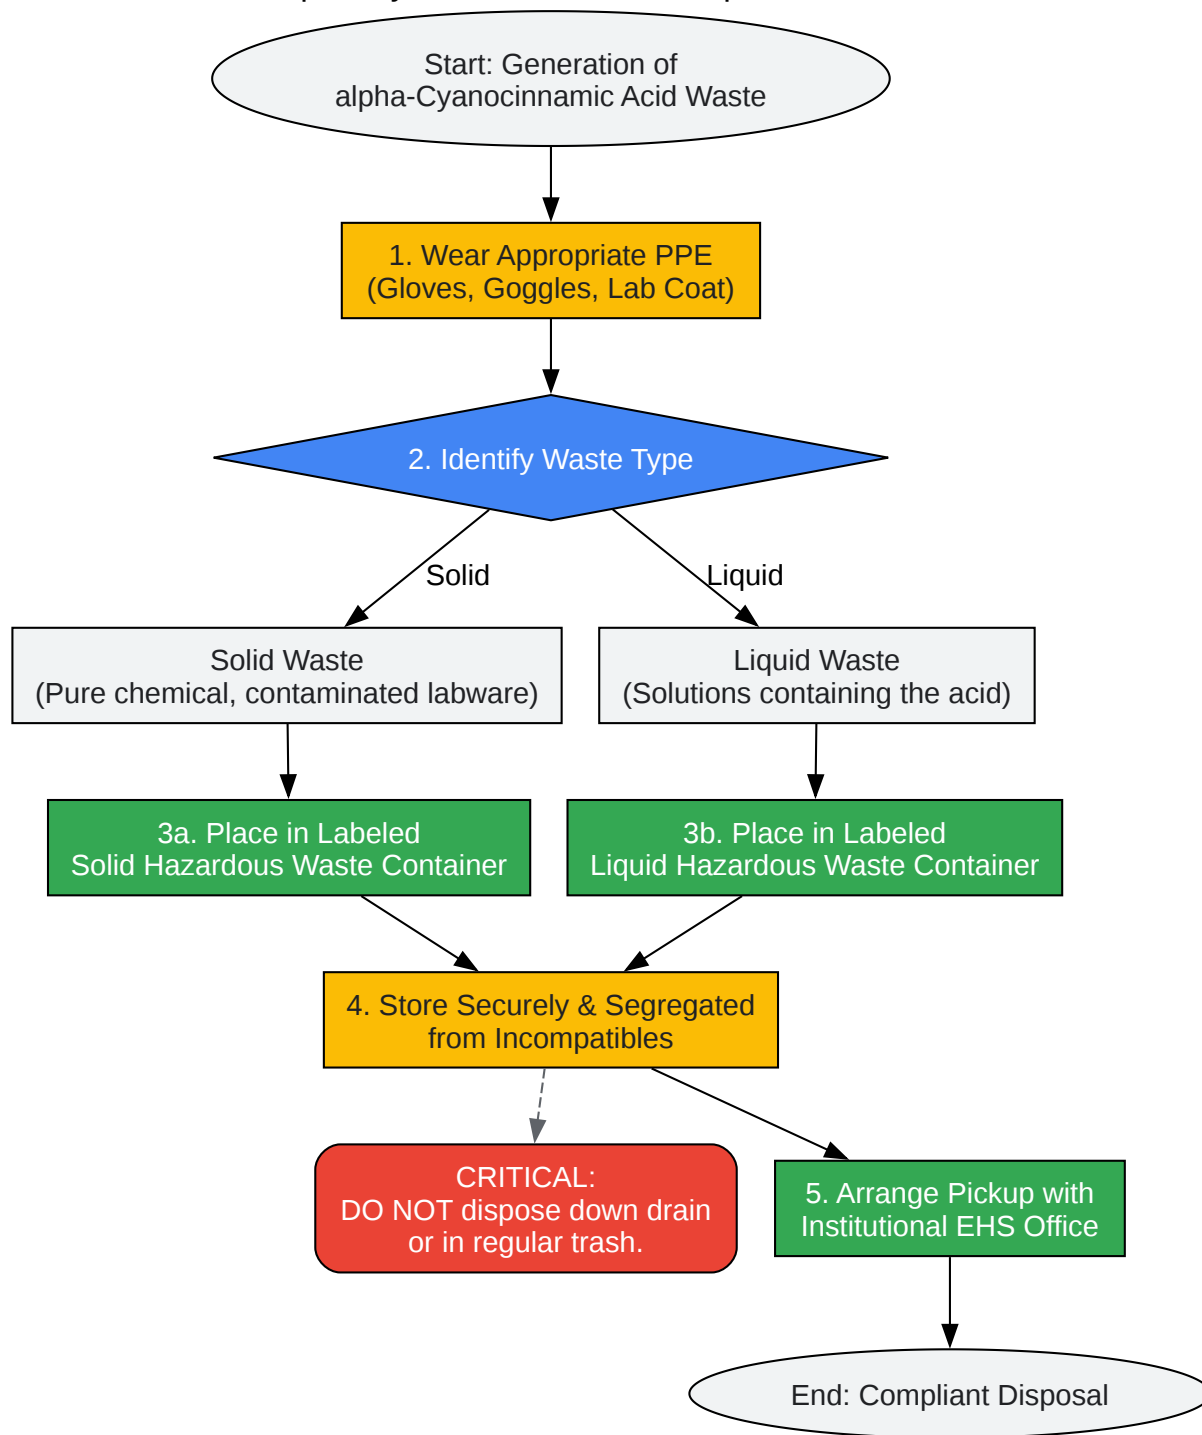 Start: Generation of
alpha-Cyanocinnamic Acid Waste
1. Wear Appropriate PPE
(Gloves, Goggles, Lab Coat)
2. Identify Waste Type
Solid
Liquid
Solid Waste
(Pure chemical, contaminated labware)
Liquid Waste
(Solutions containing the acid)
3a. Place in Labeled
Solid Hazardous Waste Container
3b. Place in Labeled
Liquid Hazardous Waste Container
4. Store Securely & Segregated
from Incompatibles
CRITICAL:
DO NOT dispose down drain
or in regular trash.
5. Arrange Pickup with
Institutional EHS Office
End: Compliant Disposal